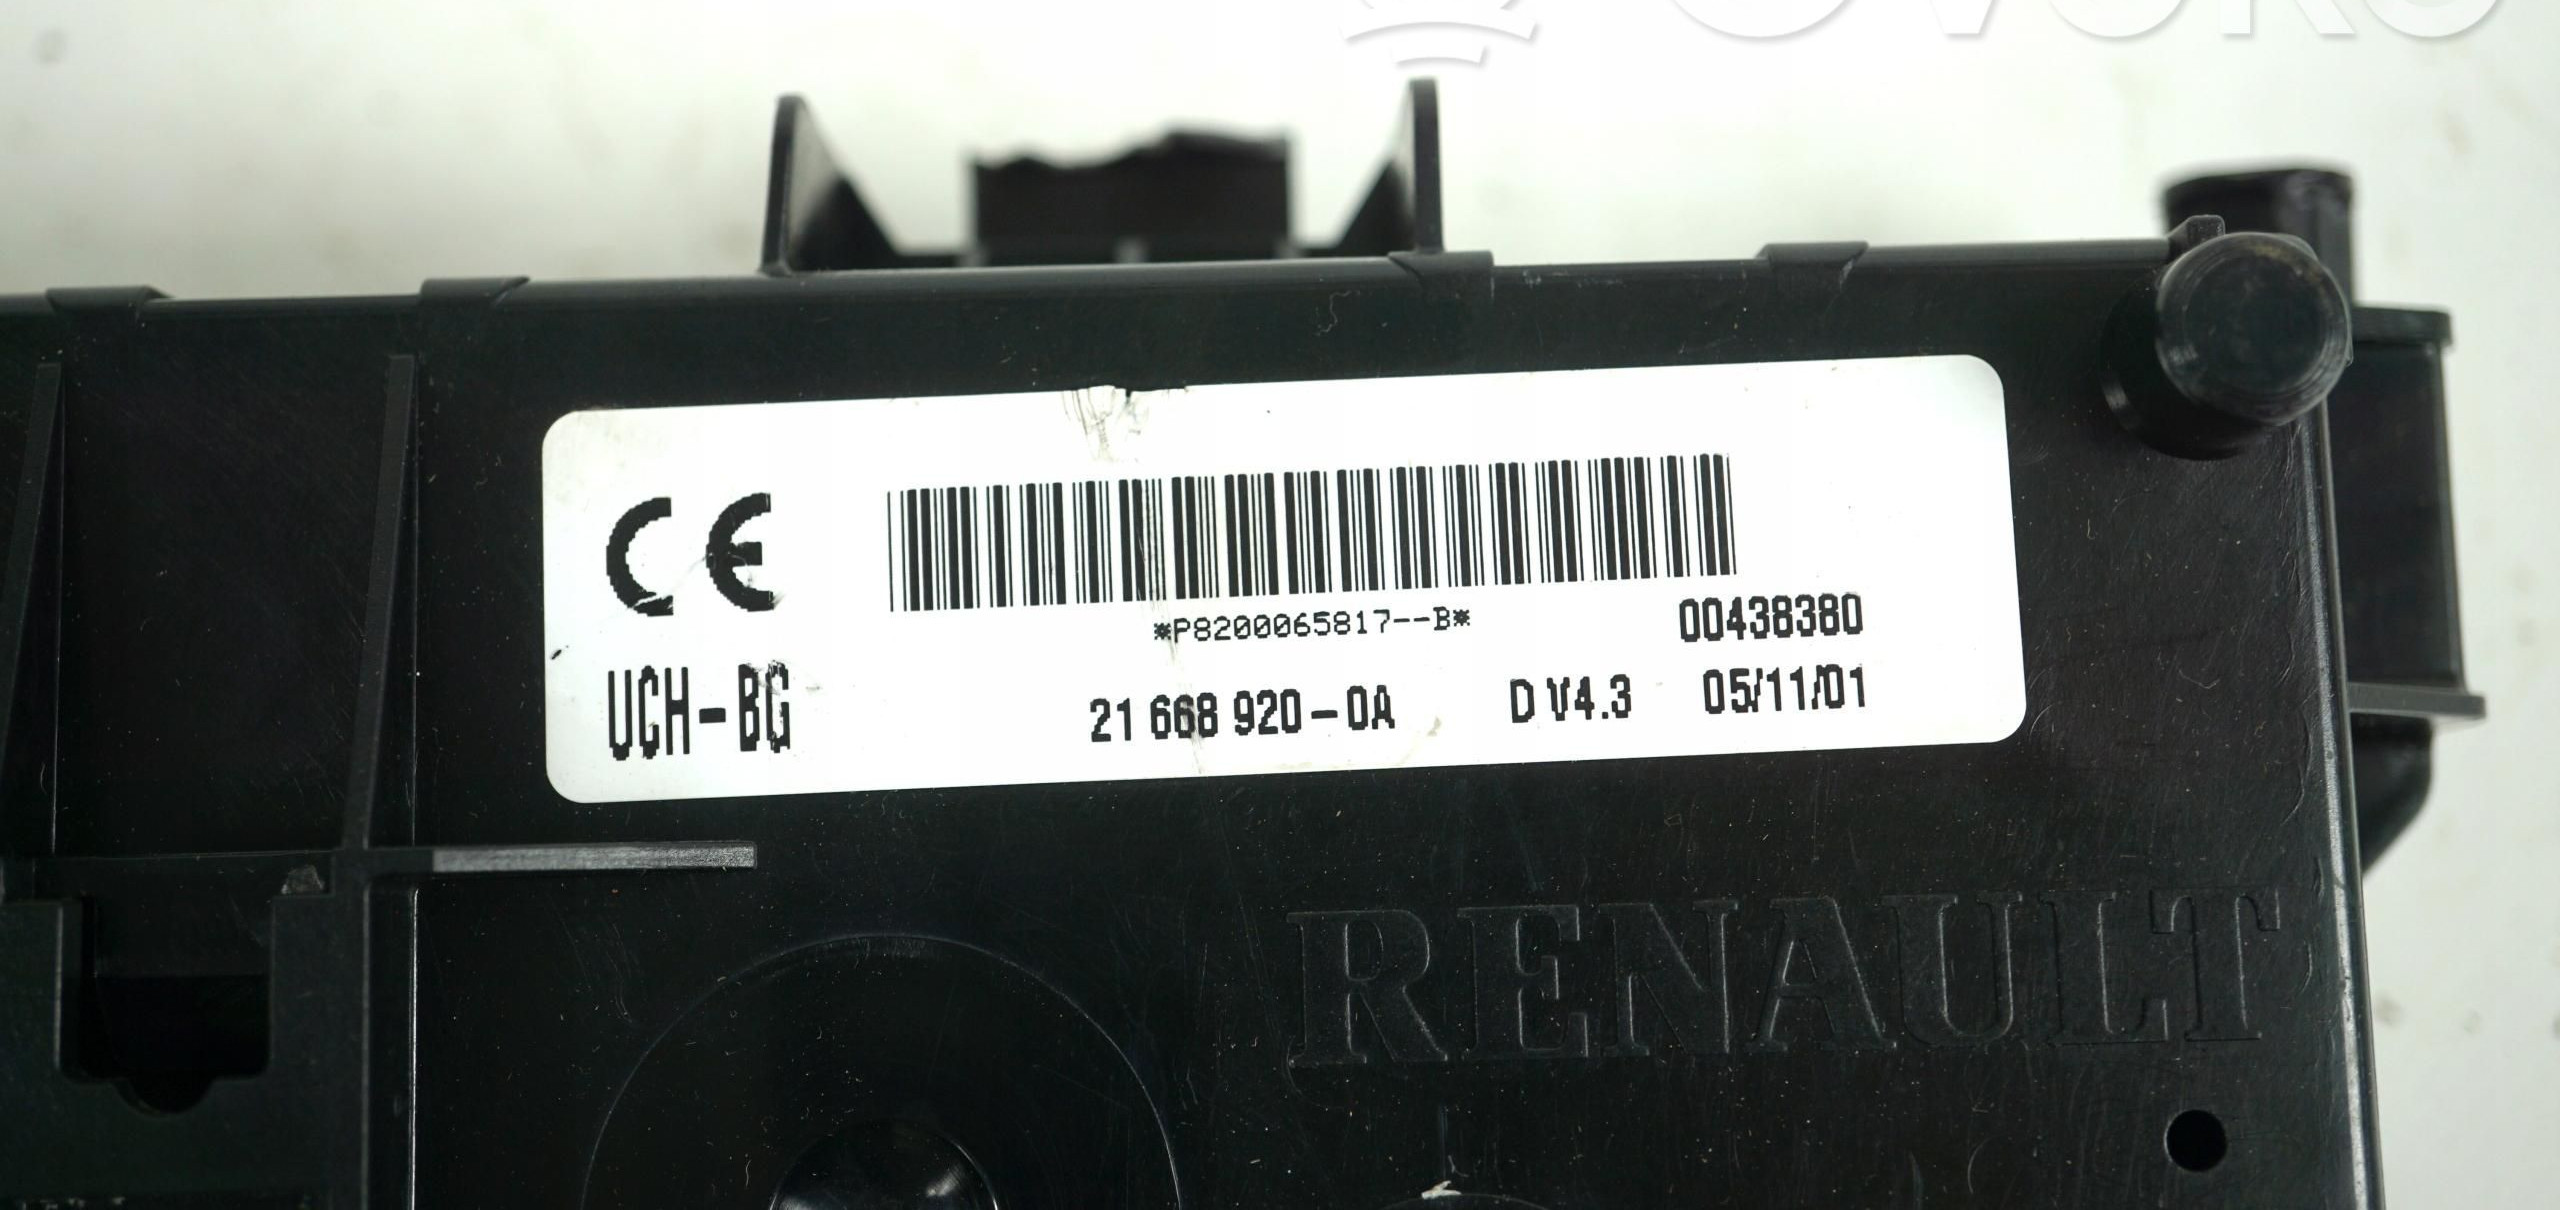 CE
*P8200065817--B*
00438380
UCH-BG 21 668 920-0A D V4.3 05/11/01
RENAULT